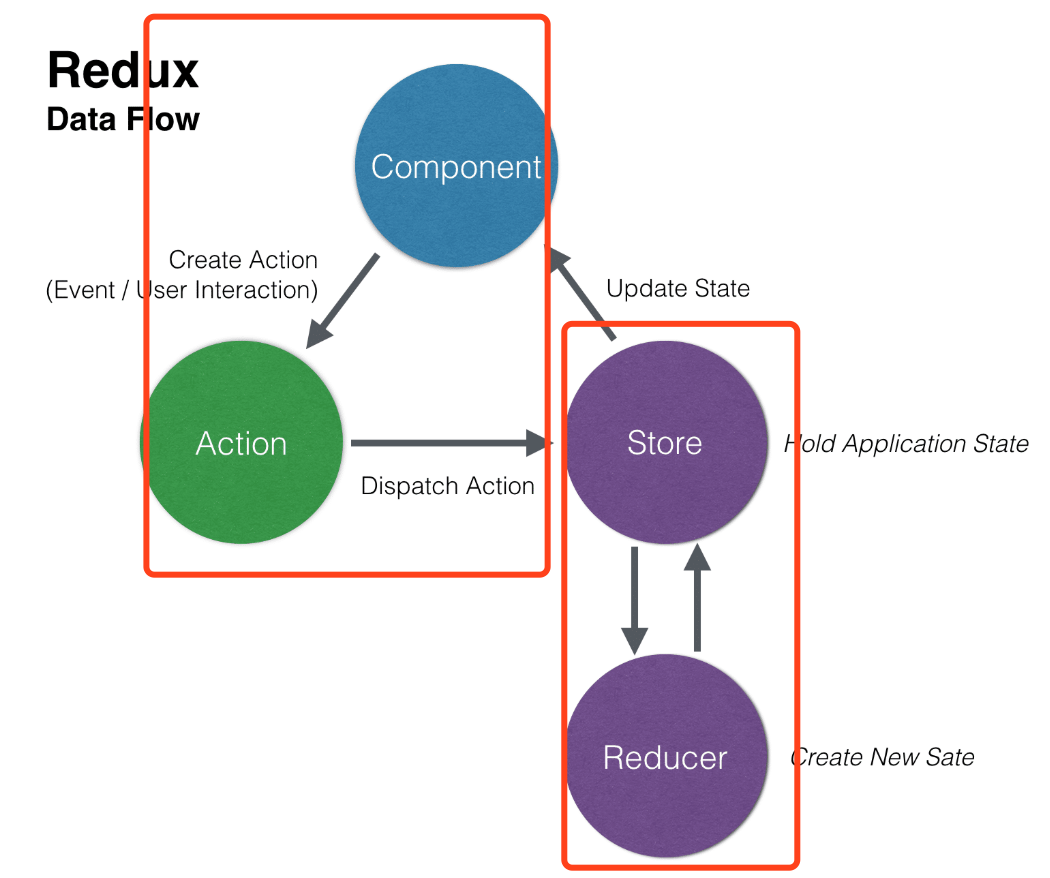 Redux
Data Flow
Component
Create Action
(Event / User Interaction)
Update State
Action
Dispatch Action
Store
Hold Application State
Reducer
Create New Sate